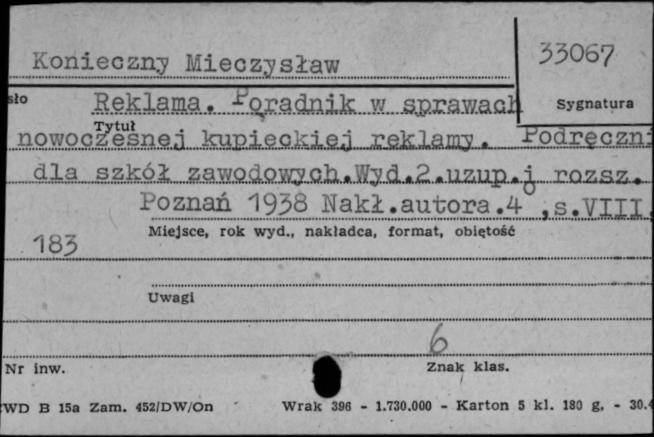 Konieczny Mieczysław
33067
sło
Reklama. Poradnik w sprawach
Sygnatura
Tytuł
nowoczesnej kupieckiej reklamy. Podręczni
dla szkół zawodowych.Wyd.2.uzup.i rozsz.
Poznań 1938 Nakł.autora.4o,s.VIII,
183
Miejsce, rok wyd., nakładca, format, objętość
Uwagi
6
Nr inw.
Znak klas.
WD B 15a Zam. 452/DW/On Wrak 396 - 1.730.000 - Karton 5 kl. 180 g. - 30.4